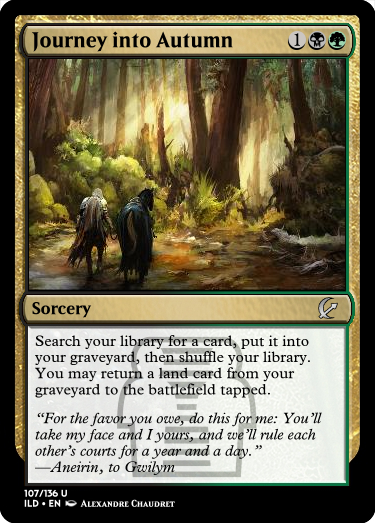 Journey into Autumn 1
Sorcery
Search your library for a card, put it into
your graveyard, then shuffle your library.
You may return a land card from your
graveyard to the battlefield tapped.
“For the favor you owe, do this for me: You’ll
take my face and I yours, and we’ll rule each
other’s courts for a year and a day.”
—Aneirin, to Gwilym
107/136 U
ILD • EN Alexandre Chaudret